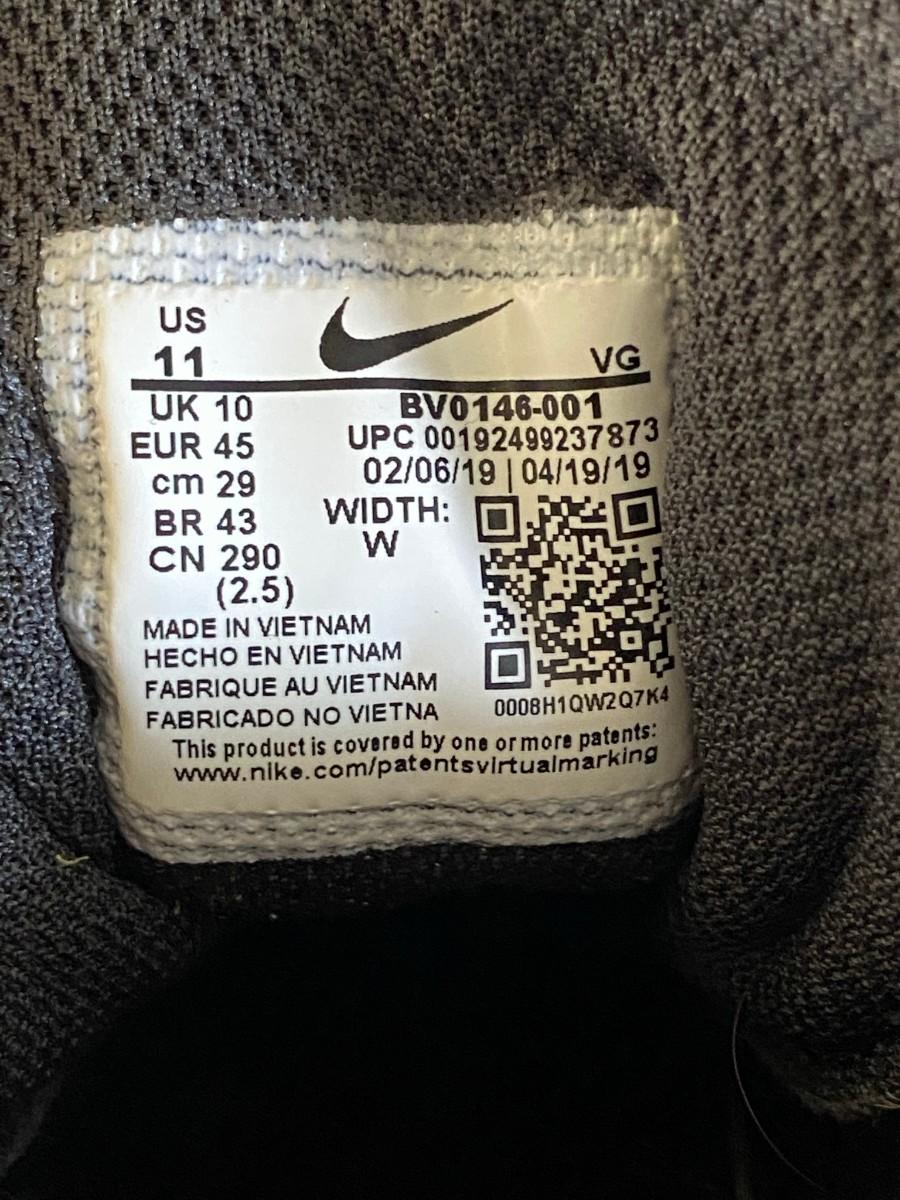 US
11
VG
UK 10
EUR 45
cm 29
BR 43
CN 290
(2.5)
BV0146-001
UPC 00192499237873
02/06/19 | 04/19/19
WIDTH:
W
MADE IN VIETNAM
HECHO EN VIETNAM
FABRIQUE AU VIETNAM
FABRICADO NO VIETNA
0008H1QW2Q7K4
This product is covered by one or more patents:
www.nike.com/patentsvirtualmarking